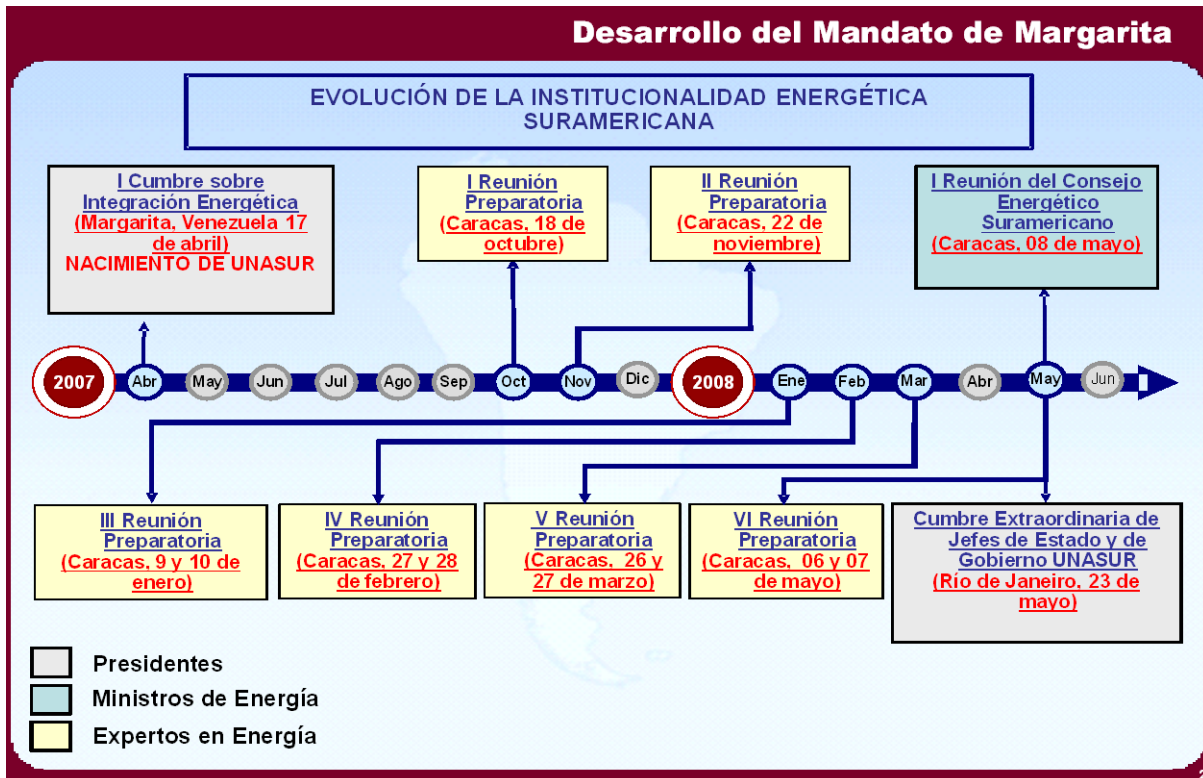 Desarrollo del Mandato de Margarita
EVOLUCIÓN DE LA INSTITUCIONALIDAD ENERGÉTICA
SURAMERICANA
I Cumbre sobre
Integración Energética
(Margarita, Venezuela 17
de abril)
NACIMIENTO DE UNASUR
I Reunión
Preparatoria
(Caracas, 18 de
octubre)
II Reunión
Preparatoria
(Caracas, 22 de
noviembre)
I Reunión del Consejo
Energético
Suramericano
(Caracas, 08 de mayo)
2007
Abr
May
Jun
Jul
Ago
Sep
Oct
Nov
Dic
2008
Ene
Feb
Mar
Abr
May
Jun
III Reunión
Preparatoria
(Caracas, 9 y 10 de
enero)
IV Reunión
Preparatoria
(Caracas, 27 y 28
de febrero)
V Reunión
Preparatoria
(Caracas, 26 y
27 de marzo)
VI Reunión
Preparatoria
(Caracas, 06 y 07
de mayo)
Cumbre Extraordinaria de
Jefes de Estado y de
Gobierno UNASUR
(Río de Janeiro, 23 de
mayo)
Presidentes
Ministros de Energía
Expertos en Energía